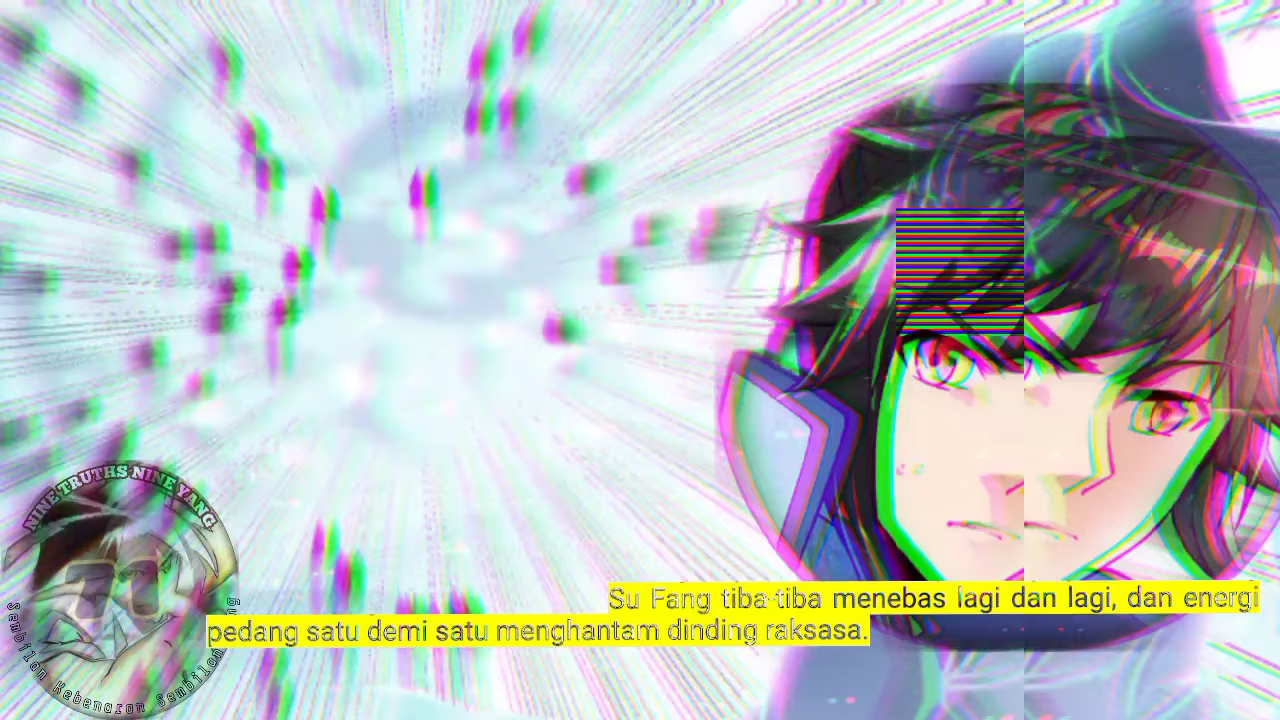 NINE TRUTHS NINE YANG
Su Fang tiba-tiba menebas lagi dan lagi, dan energi
pedang satu demi satu menghantam dinding raksasa.
Sembilan Kebenaran Sembilan Yang